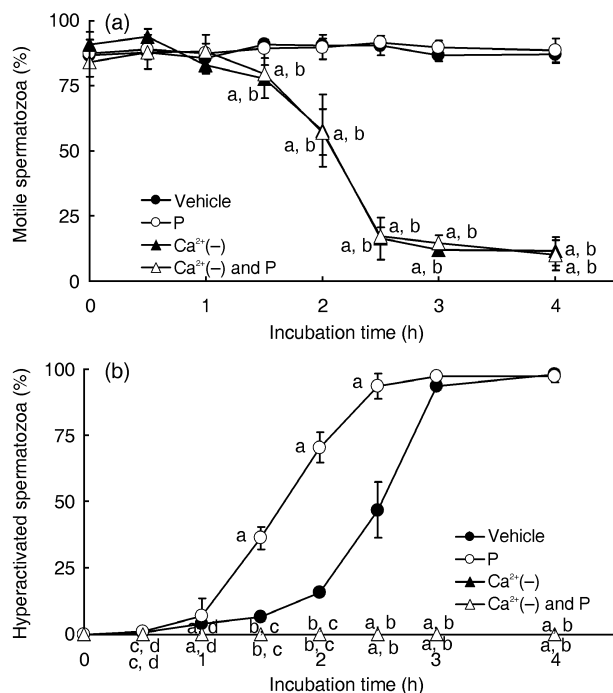 (a)
100
75
50
25
0
Motile spermatozoa (%)
a, b
a, b
a, b
a, b
a, b
a, b
a, b
a, b
a, b
a, b
Vehicle
P
Ca²⁺(–)
Ca²⁺(–) and P
0 1 2 3 4
Incubation time (h)
(b)
100
75
50
25
0
Hyperactivated spermatozoa (%)
a
a
a
Vehicle
P
Ca²⁺(–)
Ca²⁺(–) and P
a, d b, c b, c a, b a, b a, b
c, d a, d b, c b, c a, b a, b a, b
c, d
0 1 2 3 4
Incubation time (h)